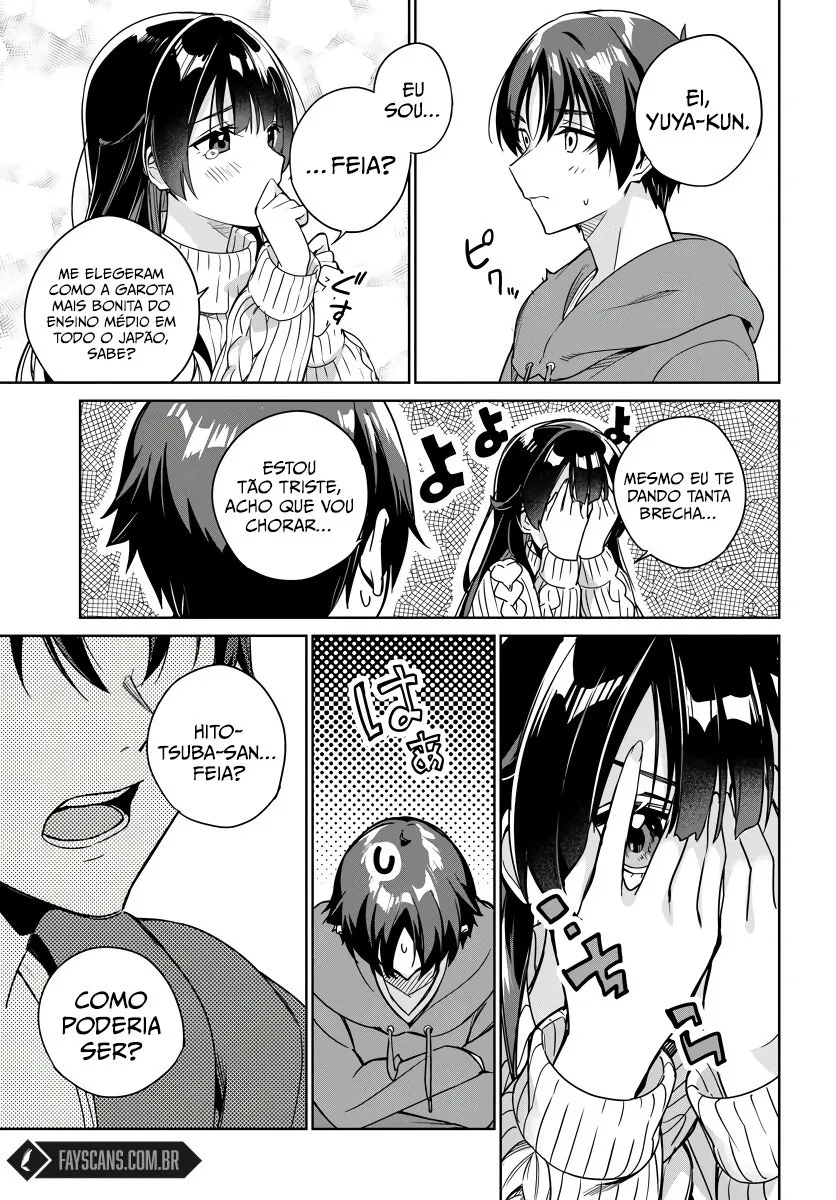 EI,
YUYA-KUN.
ピクッ
EU
SOU...
...FEIA?
ぐすっ
ME ELEGERAM
COMO A GAROTA
MAIS BONITA DO
ENSINO MÉDIO EM
TODO O JAPÃO,
SABE?
MESMO EU TE
DANDO TANTA
BRECHA...
よよよ
ESTOU
TÃO TRISTE,
ACHO QUE VOU
CHORAR...
はぁ
HITO-
TSUBA-SAN...
FEIA?
COMO
PODERIA
SER?
FAYSCANS.COM.BR